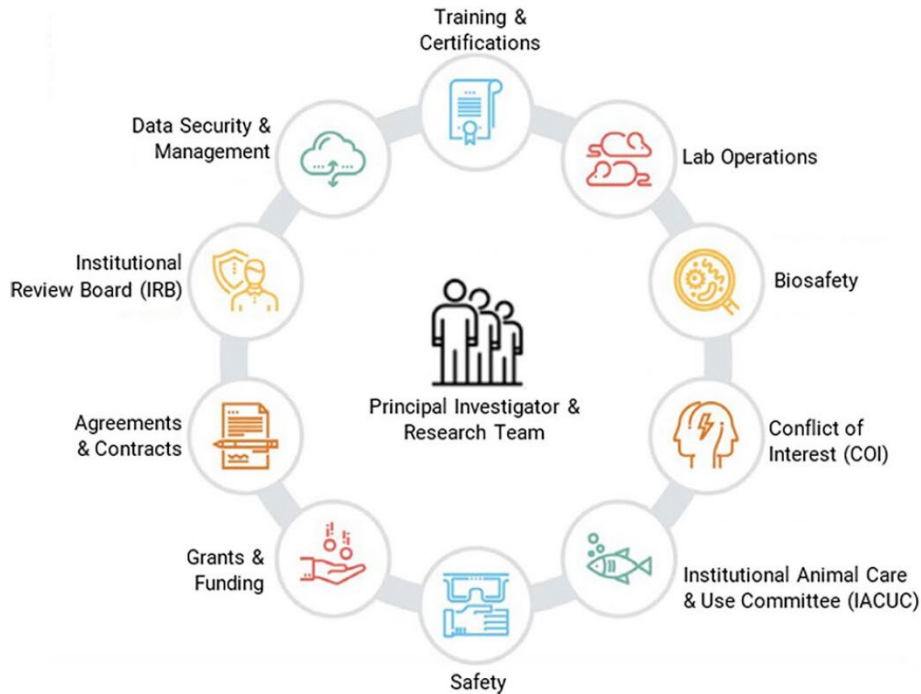 Training &
Certifications
Data Security &
Management
Lab Operations
Institutional
Review Board (IRB)
Biosafety
Principal Investigator &
Research Team
Agreements
& Contracts
Conflict of
Interest (COI)
Grants &
Funding
Institutional Animal Care
& Use Committee (IACUC)
Safety